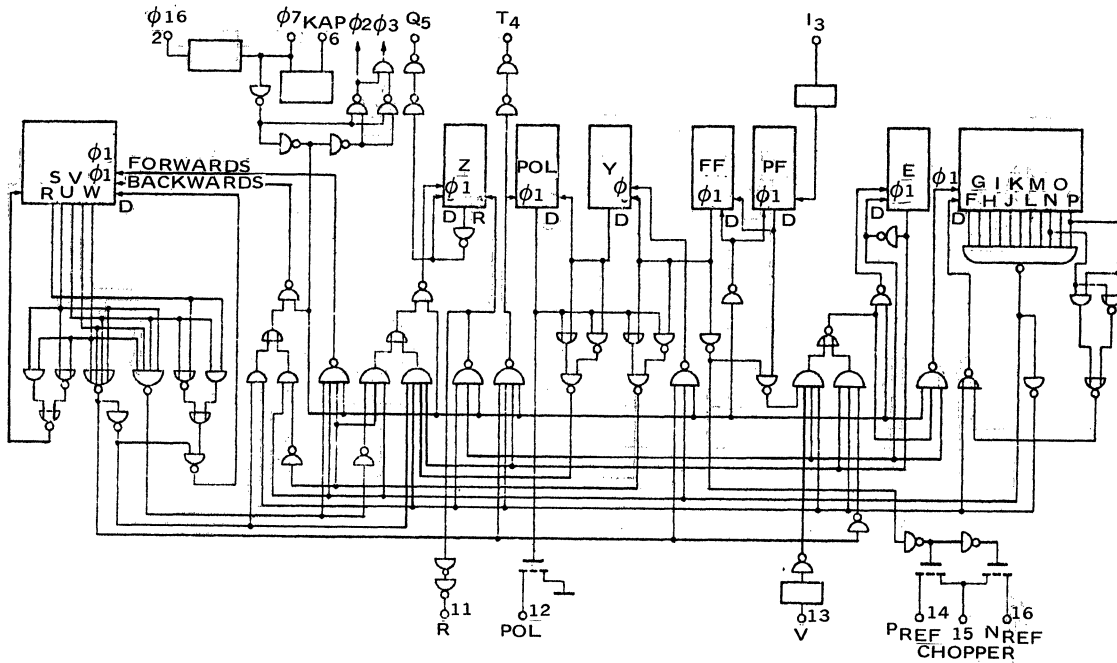 ϕ16
2
ϕ7 KAP
6
ϕ2 ϕ3
Q5
T4
I3
ϕ1
S V ϕ1
R U W
D
FORWARDS
BACKWARDS
Z
ϕ1
D R
POL
ϕ1
D
Y
ϕ
D
FF
ϕ1
D
PF
ϕ1
D
E
ϕ1
D
ϕ1
G I K M O
F H J L N P
D
11
R
12
POL
13
V
14 16
PREF 15 NREF
CHOPPER